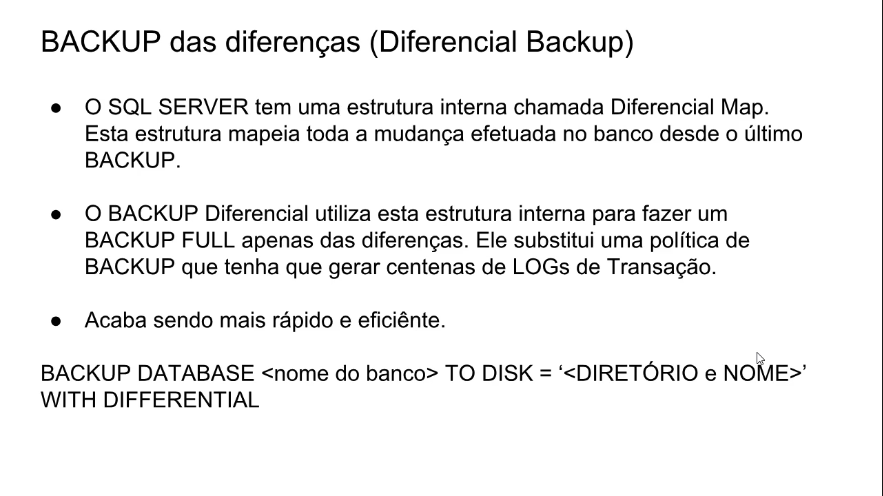 BACKUP das diferenças (Diferencial Backup)
● O SQL SERVER tem uma estrutura interna chamada Diferencial Map.
Esta estrutura mapeia toda a mudança efetuada no banco desde o último
BACKUP.
● O BACKUP Diferencial utiliza esta estrutura interna para fazer um
BACKUP FULL apenas das diferenças. Ele substitui uma política de
BACKUP que tenha que gerar centenas de LOGs de Transação.
● Acaba sendo mais rápido e eficiênte.
BACKUP DATABASE <nome do banco> TO DISK = ‘<DIRETÓRIO e NOME>’
WITH DIFFERENTIAL